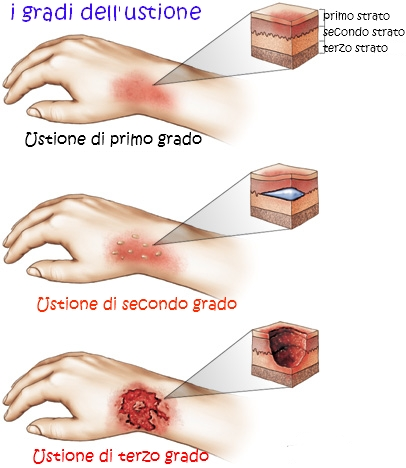 i gradi dell'ustione
primo strato
secondo strato
terzo strato
Ustione di primo grado
Ustione di secondo grado
Ustione di terzo grado